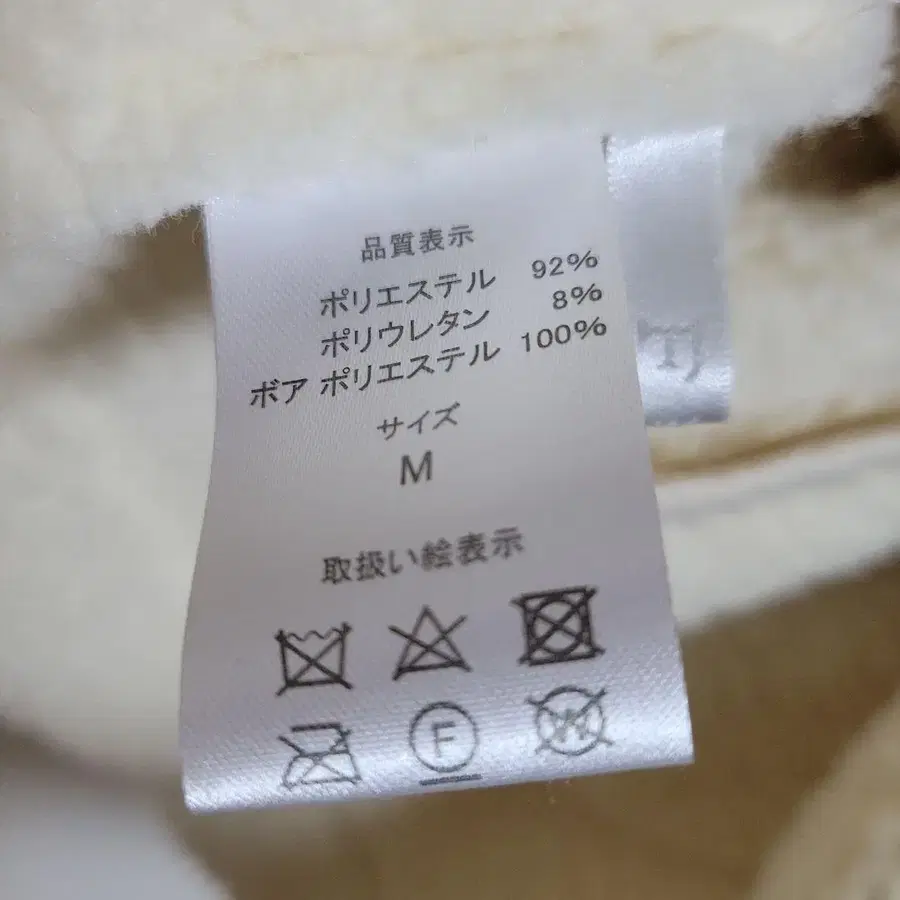 品質表示
ポリエステル 92%
ポリウレタン 8%
ボア ポリエステル 100%
サイズ
M
取扱い絵表示
F
W